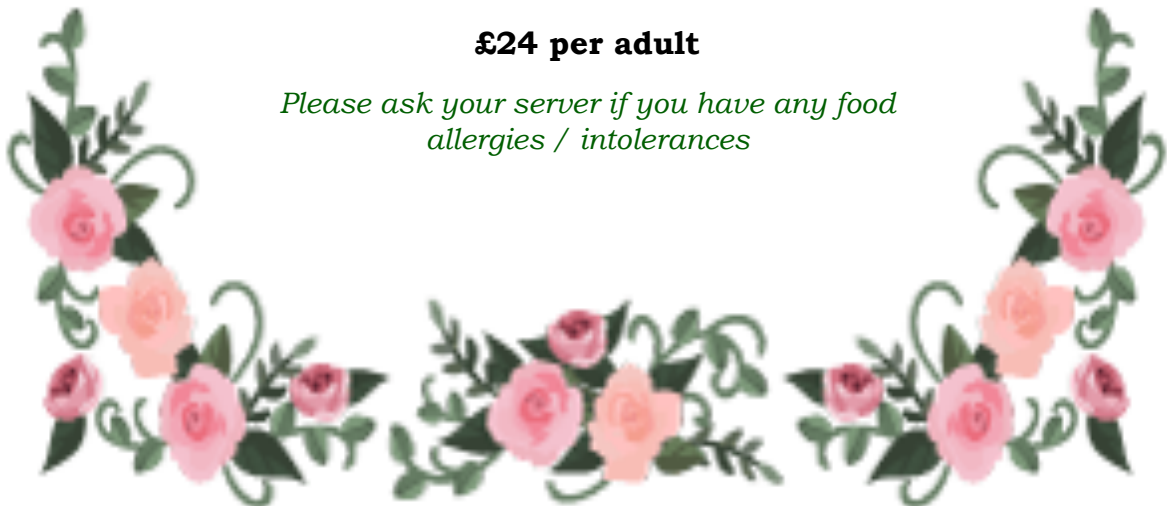 £24 per adult
Please ask your server if you have any food
allergies / intolerances